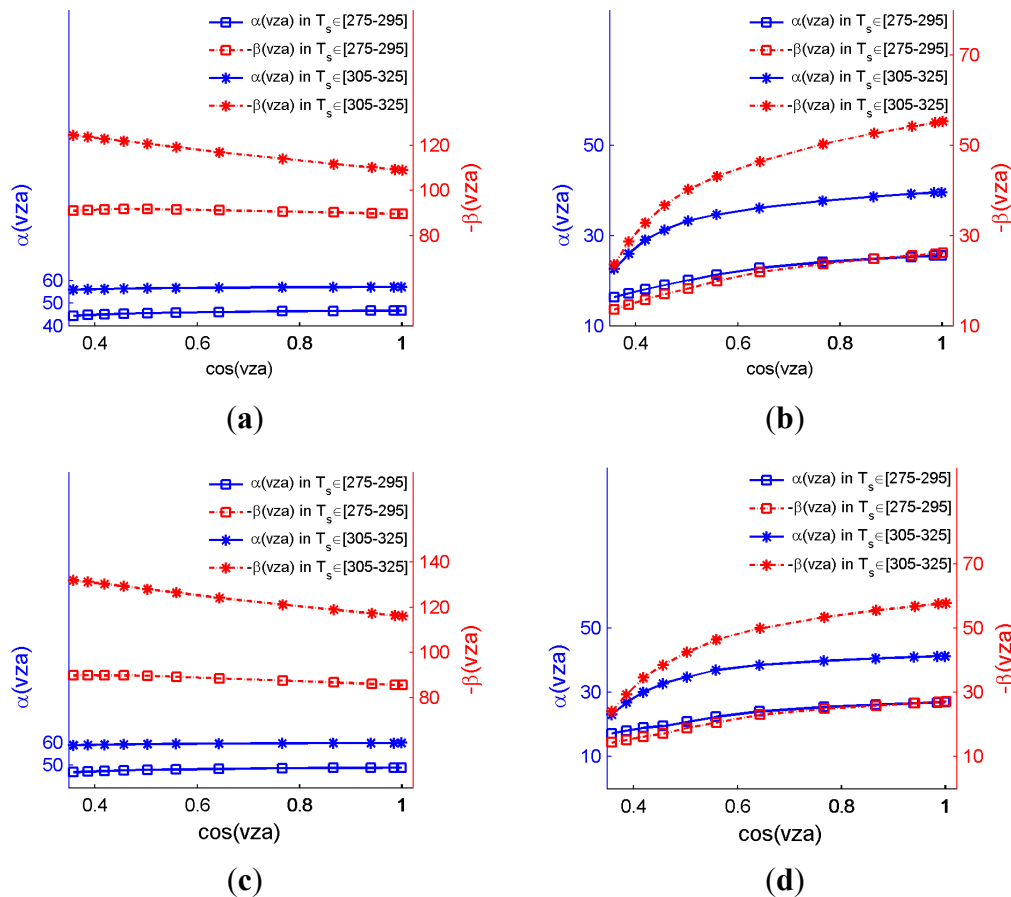 α(vza) in T_s∈[275-295]
-β(vza) in T_s∈[275-295]
α(vza) in T_s∈[305-325]
-β(vza) in T_s∈[305-325]
α(vza)
60
50
40
120
100
80
-β(vza)
0.4 0.6 0.8 1
cos(vza)
(a)
α(vza) in T_s∈[275-295]
-β(vza) in T_s∈[275-295]
α(vza) in T_s∈[305-325]
-β(vza) in T_s∈[305-325]
α(vza)
50
30
10
70
50
30
10
-β(vza)
0.4 0.6 0.8 1
cos(vza)
(b)
α(vza) in T_s∈[275-295]
-β(vza) in T_s∈[275-295]
α(vza) in T_s∈[305-325]
-β(vza) in T_s∈[305-325]
α(vza)
60
50
140
120
100
80
-β(vza)
0.4 0.6 0.8 1
cos(vza)
(c)
α(vza) in T_s∈[275-295]
-β(vza) in T_s∈[275-295]
α(vza) in T_s∈[305-325]
-β(vza) in T_s∈[305-325]
α(vza)
50
30
10
70
50
30
10
-β(vza)
0.4 0.6 0.8 1
cos(vza)
(d)